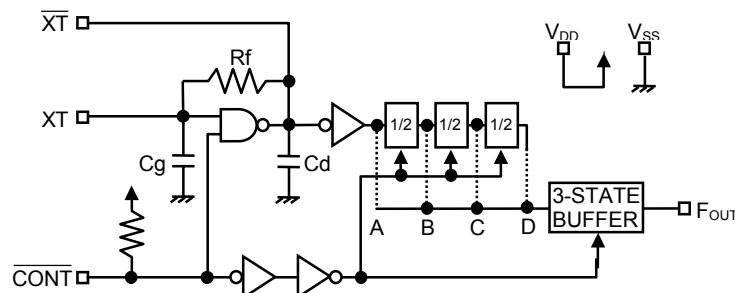 XT
VDD
VSS
Rf
XT
1/2
1/2
1/2
Cg
Cd
A
B
C
D
3-STATE
BUFFER
FOUT
CONT